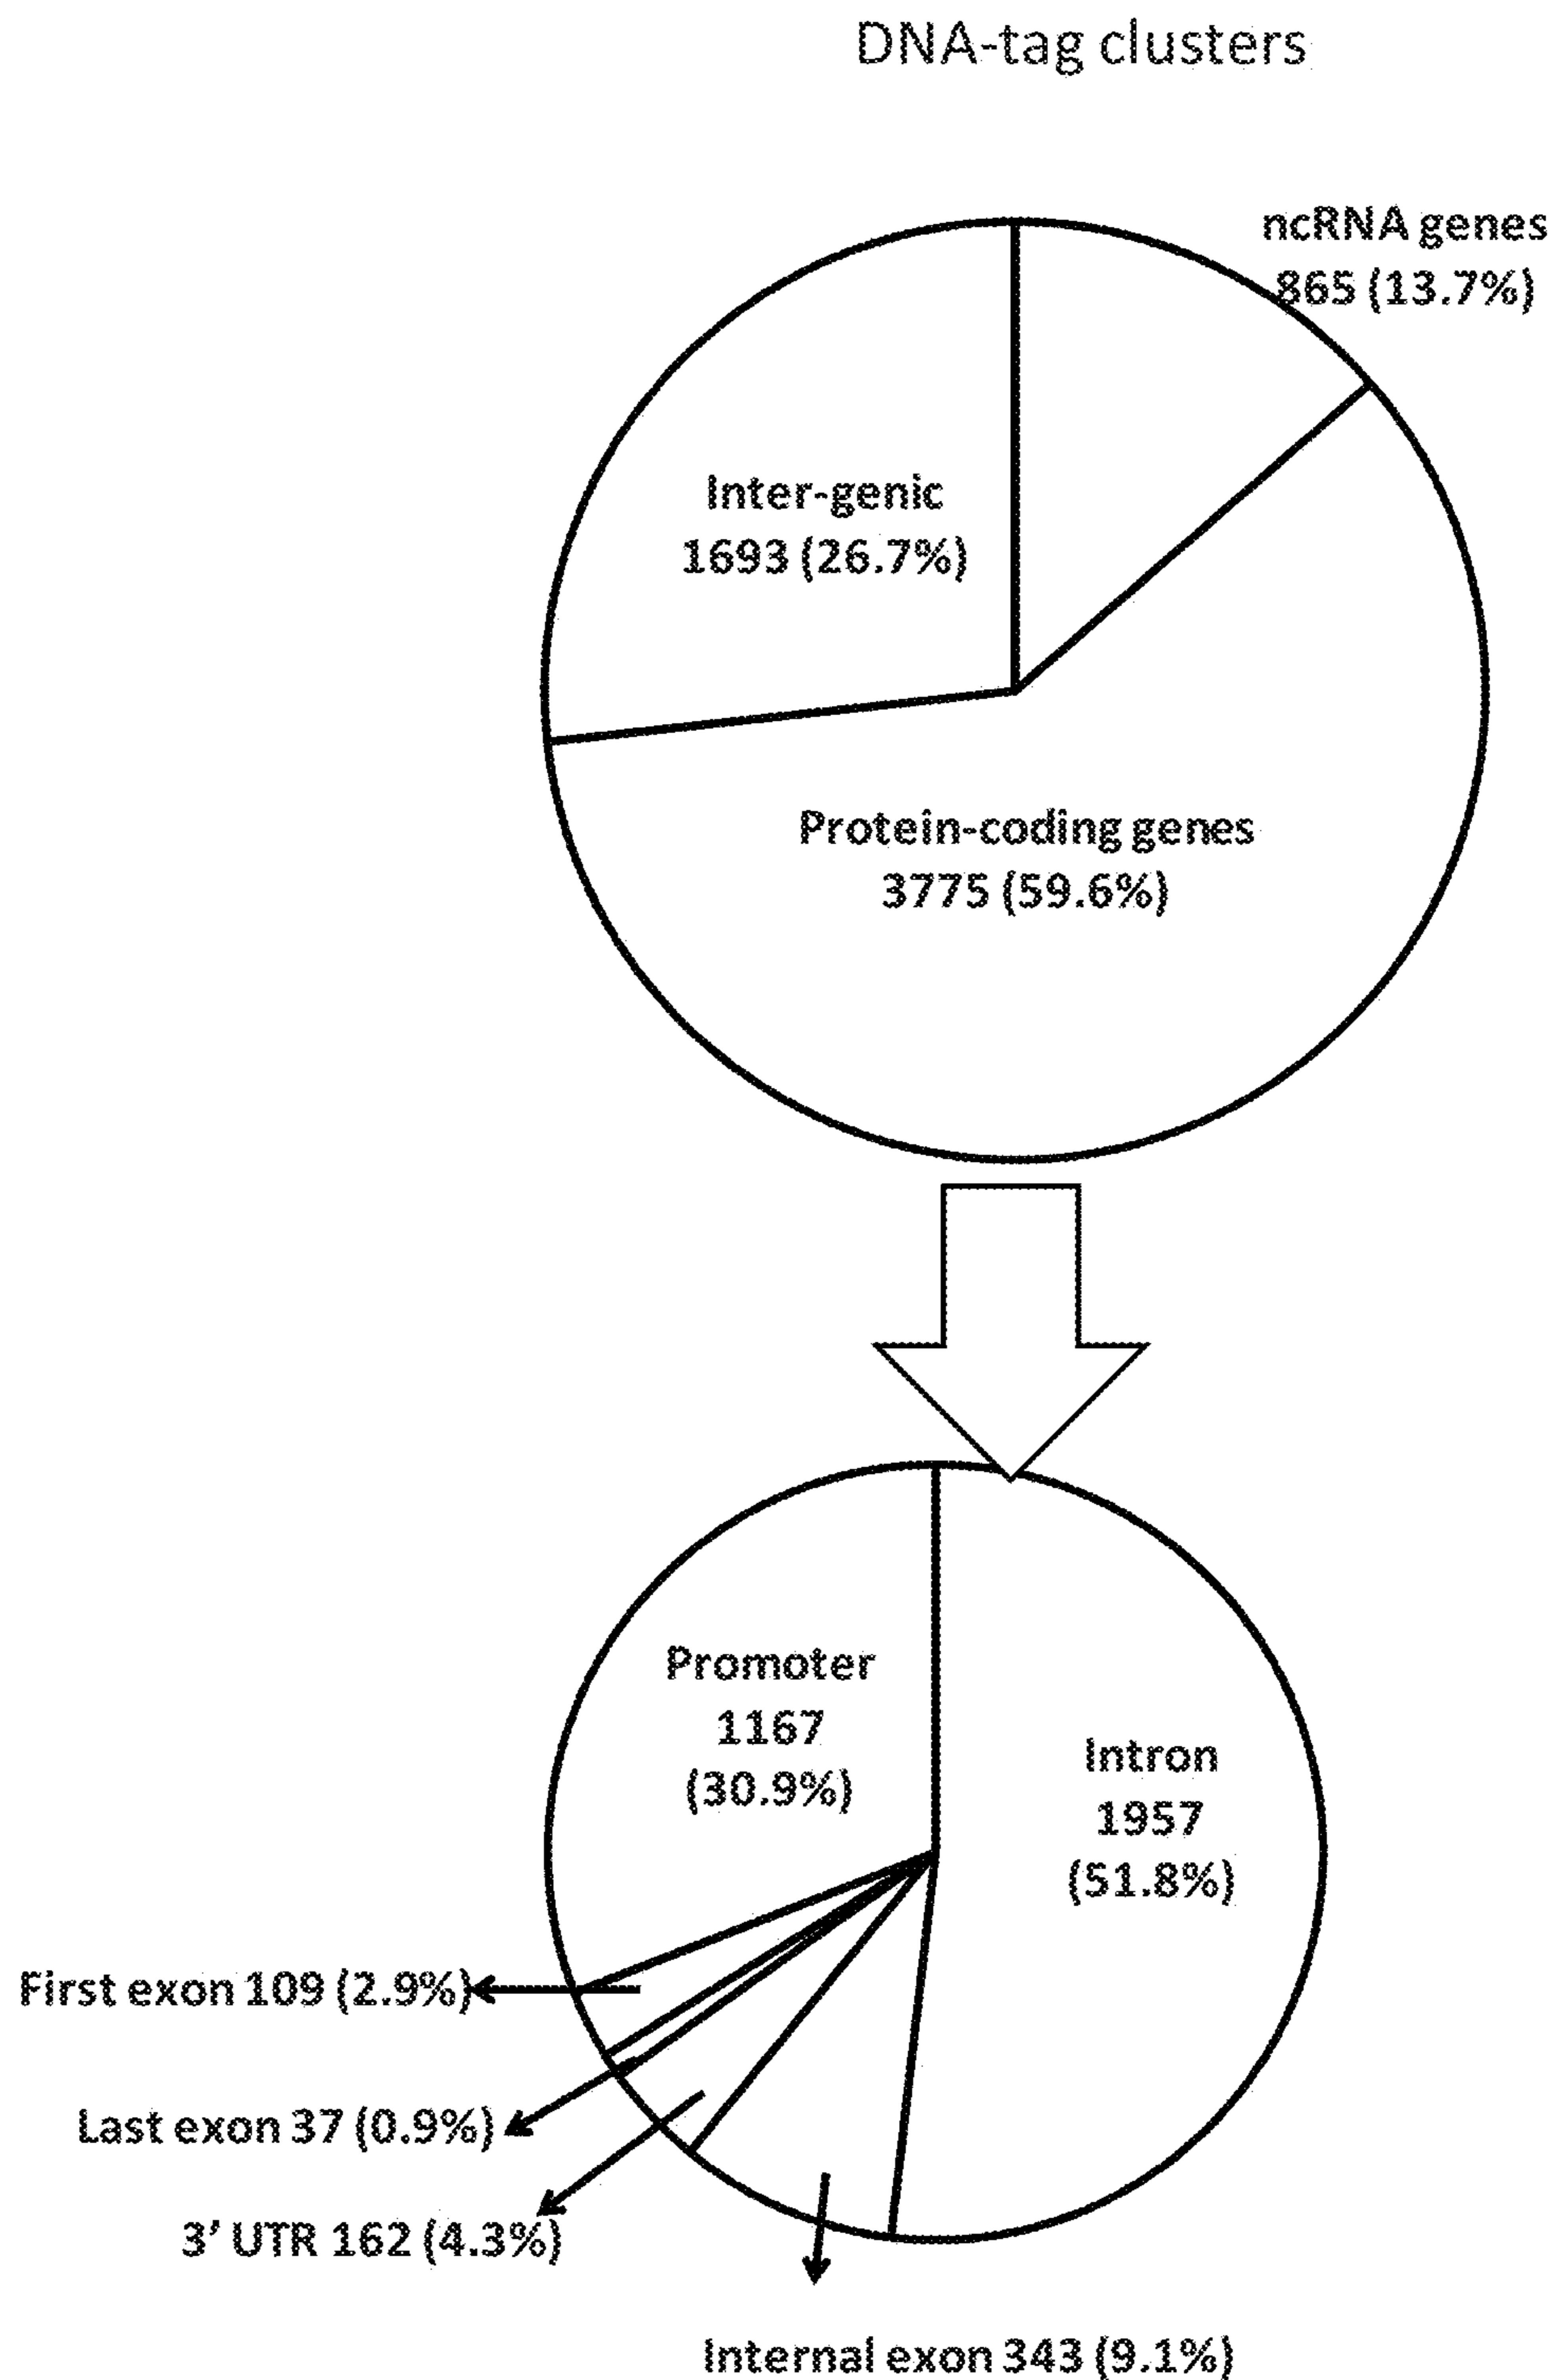 DNA-tag clusters
ncRNA genes
865 (13.7%)
Inter-genic
1693 (26.7%)
Protein-coding genes
3775 (59.6%)
Promoter
1167
(30.9%)
Intron
1957
(51.8%)
First exon 109 (2.9%)
Last exon 37 (0.9%)
3’ UTR 162 (4.3%)
Internal exon 343 (9.1%)